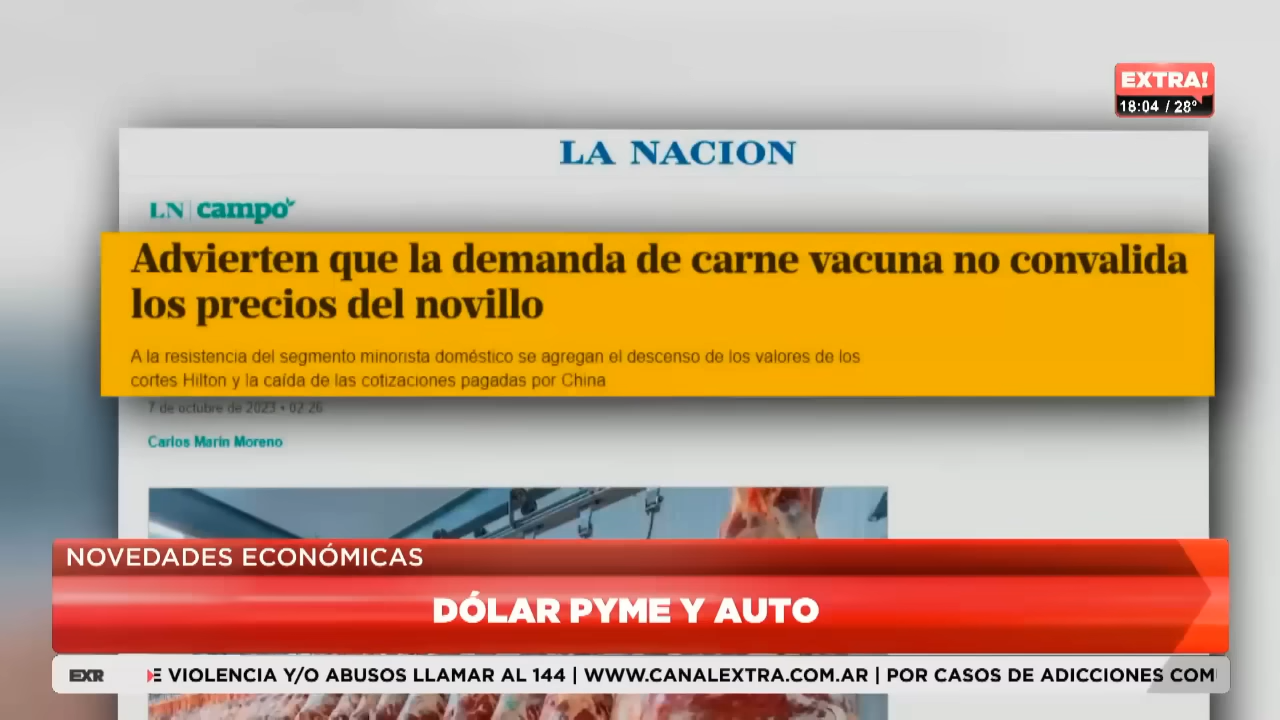 EXTRA!
18:04 / 28°
LA NACION
LN campo
Advierten que la demanda de carne vacuna no convalida
los precios del novillo
A la resistencia del segmento minorista doméstico se agregan el descenso de los valores de los
cortes Hilton y la caída de las cotizaciones pagadas por China
7 de octubre de 2023 • 02:26
Carlos Marin Moreno
NOVEDADES ECONÓMICAS
DÓLAR PYME Y AUTO
EXR
E VIOLENCIA Y/O ABUSOS LLAMAR AL 144 | WWW.CANALEXTRA.COM.AR | POR CASOS DE ADICCIONES COM